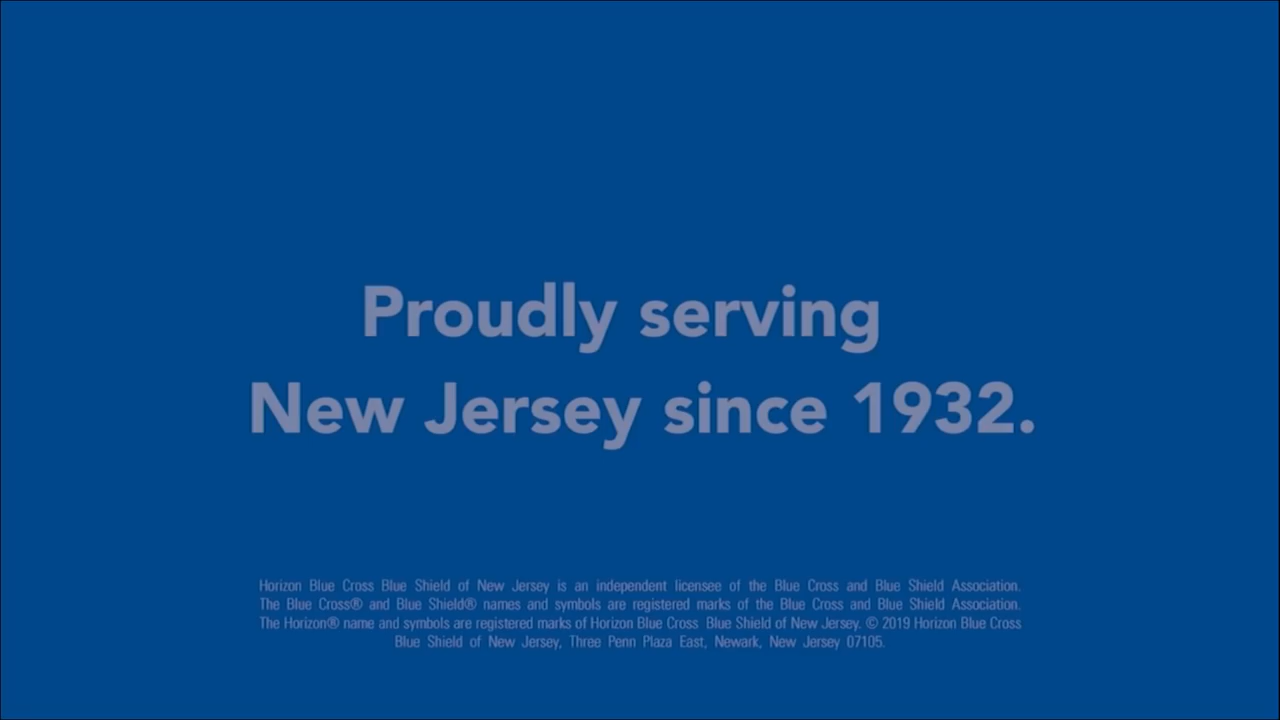 Proudly serving
New Jersey since 1932.
Horizon Blue Cross Blue Shield of New Jersey is an independent licensee of the Blue Cross and Blue Shield Association.
The Blue Cross® and Blue Shield® names and symbols are registered marks of the Blue Cross and Blue Shield Association.
The Horizon® name and symbols are registered marks of Horizon Blue Cross Blue Shield of New Jersey. © 2019 Horizon Blue Cross
Blue Shield of New Jersey, Three Penn Plaza East, Newark, New Jersey 07105.